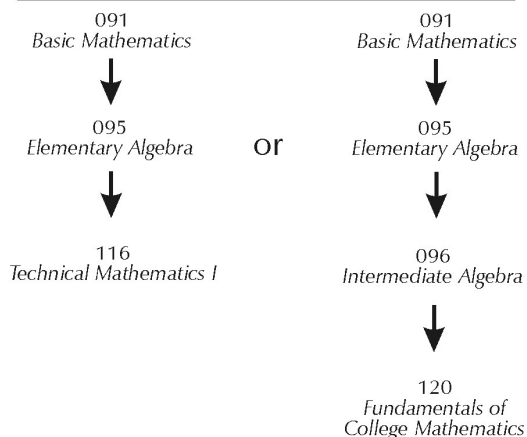 091
Basic Mathematics
095
Elementary Algebra
116
Technical Mathematics I
or
091
Basic Mathematics
095
Elementary Algebra
096
Intermediate Algebra
120
Fundamentals of
College Mathematics